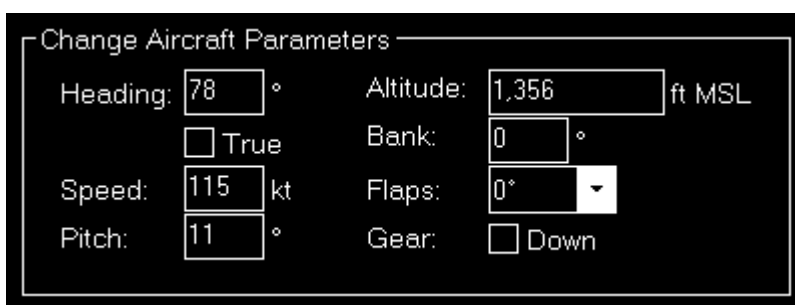 Change Aircraft Parameters
Heading: 78 ° Altitude: 1,356 ft MSL
True Bank: 0 °
Speed: 115 kt Flaps: 0°
Pitch: 11 ° Gear: Down